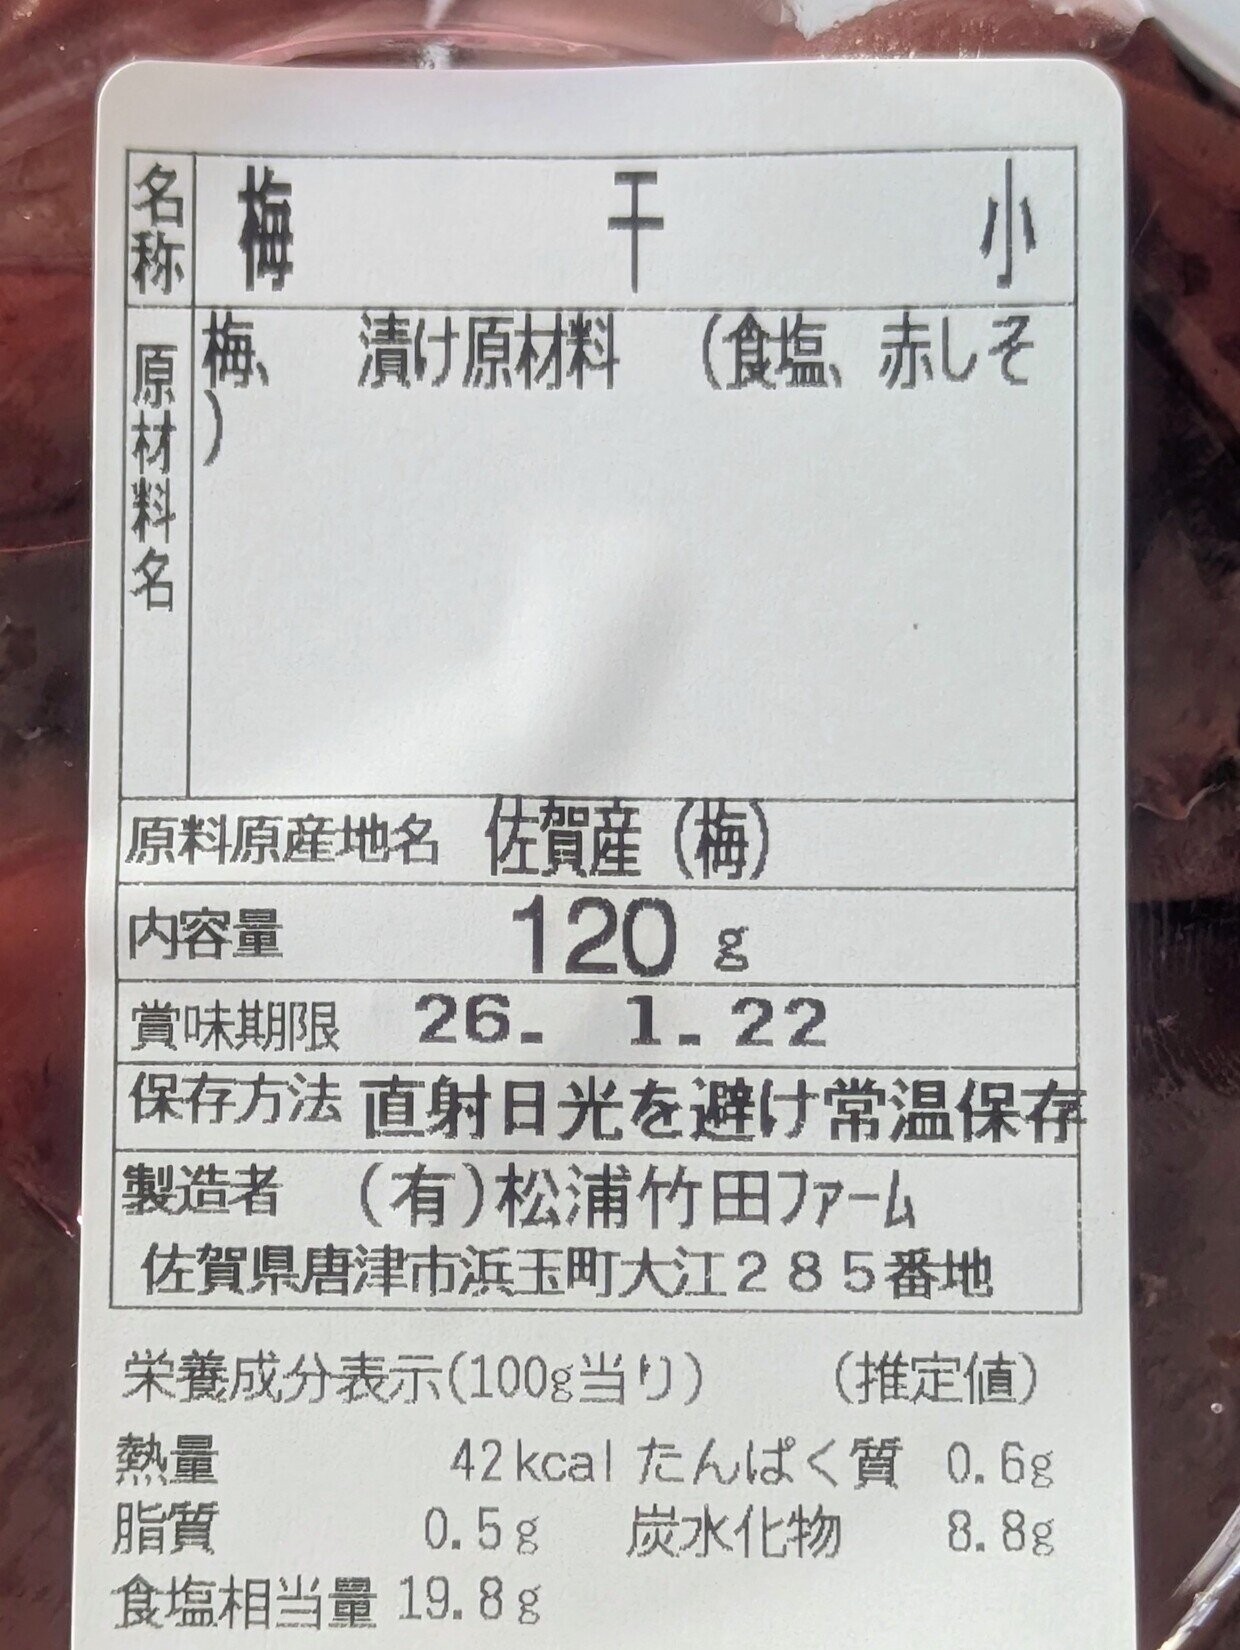 名称 梅 干 小
原材料名 梅、 漬け原材料 (食塩、赤しそ
)
原料原産地名 佐賀産(梅)
内容量 120 g
賞味期限 26. 1.22
保存方法 直射日光を避け常温保存
製造者 (有)松浦竹田ファーム
佐賀県唐津市浜玉町大江285番地
栄養成分表示(100g当り) (推定値)
熱量 42kcal たんぱく質 0.6g
脂質 0.5g 炭水化物 8.8g
食塩相当量 19.8g